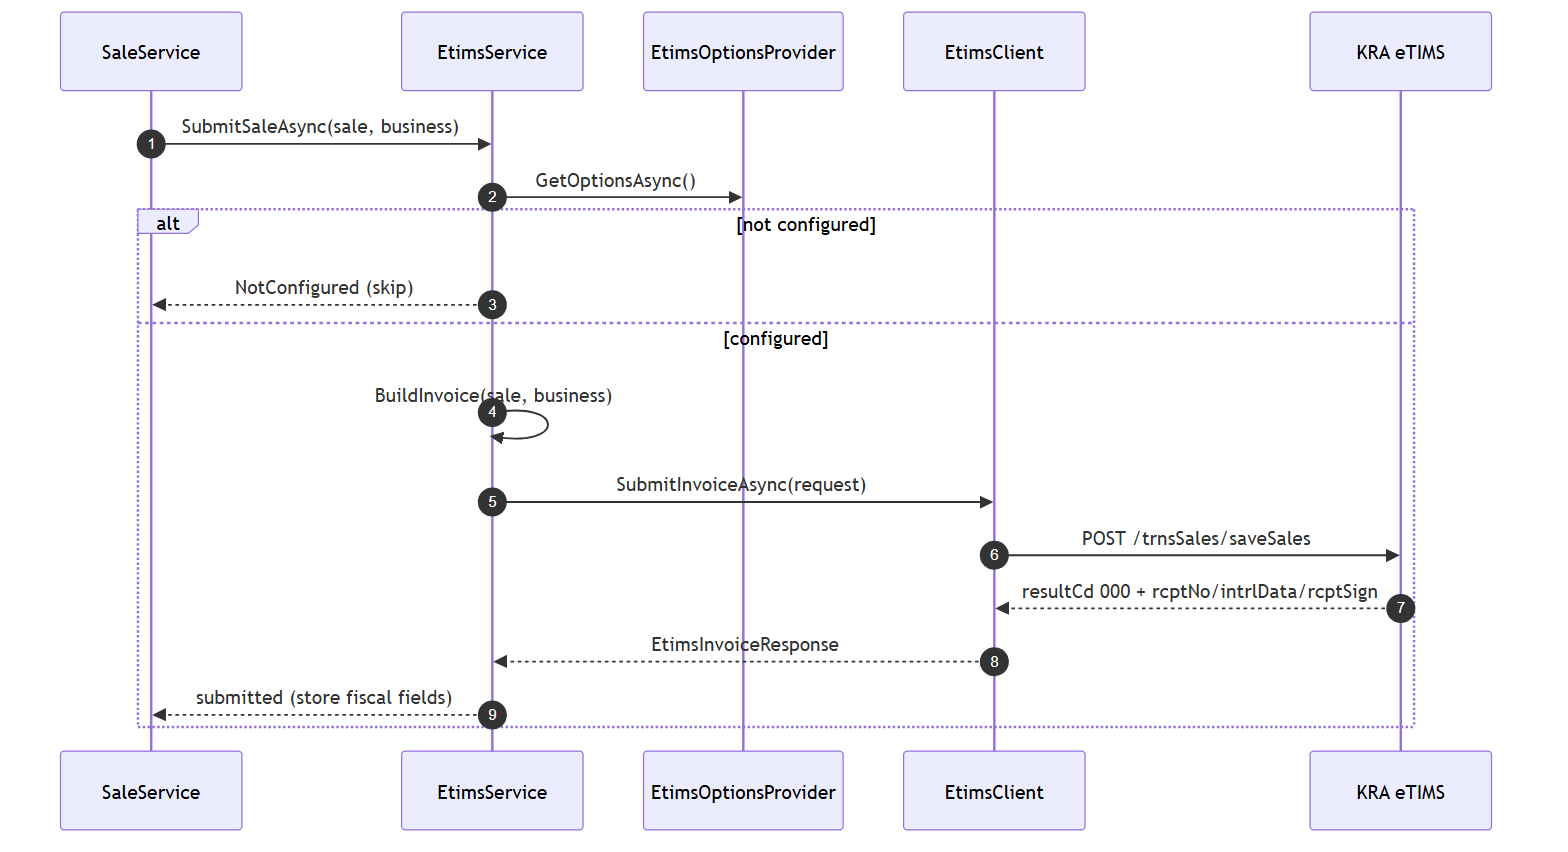 SaleService
EtimsService
EtimsOptionsProvider
EtimsClient
KRA eTIMS
SubmitSaleAsync(sale, business)
1
GetOptionsAsync()
2
alt
[not configured]
NotConfigured (skip)
3
[configured]
BuildInvoice(sale, business)
4
SubmitInvoiceAsync(request)
5
POST /trnsSales/saveSales
6
resultCd 000 + rcptNo/intrlData/rcptSign
7
EtimsInvoiceResponse
8
submitted (store fiscal fields)
9
SaleService
EtimsService
EtimsOptionsProvider
EtimsClient
KRA eTIMS